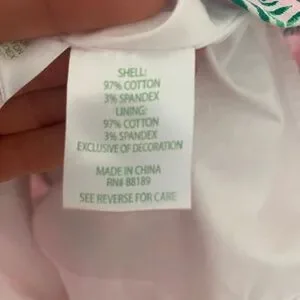 SHELL:
97% COTTON
3% SPANDEX
LINING:
97% COTTON
3% SPANDEX
EXCLUSIVE OF DECORATION
MADE IN CHINA
RN# 88189
SEE REVERSE FOR CARE